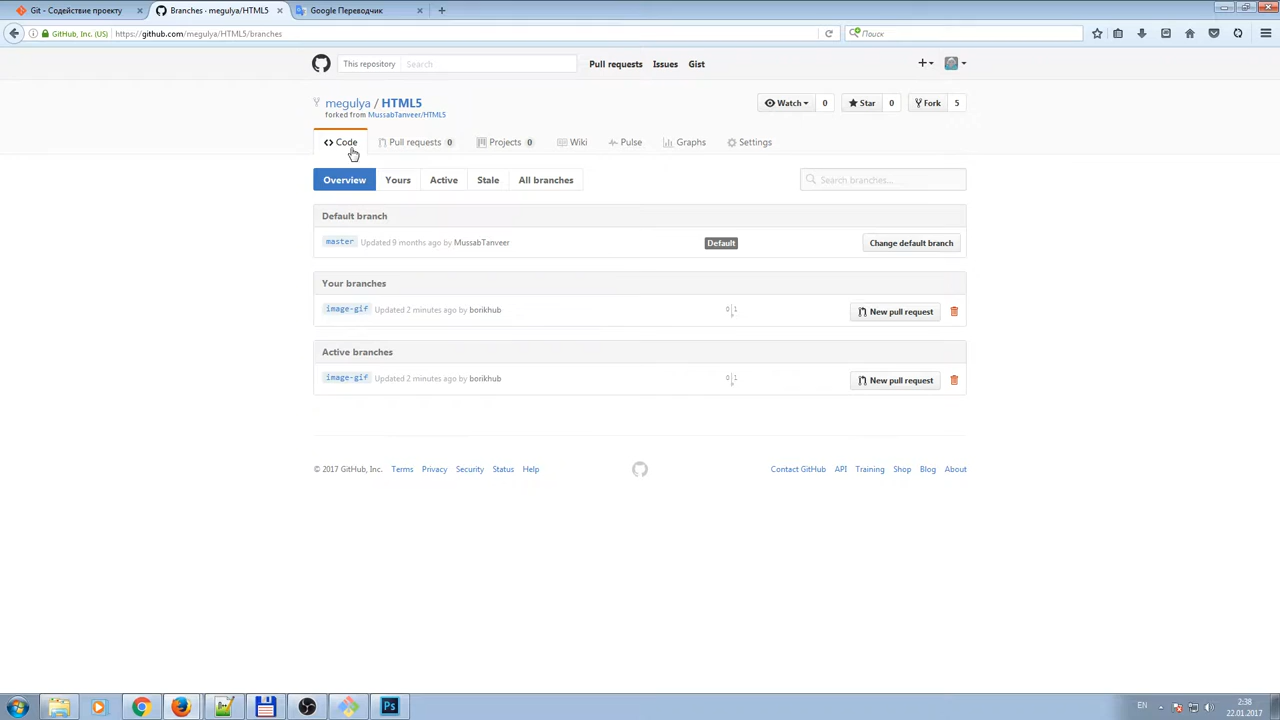 Git - Содействие проекту
Branches · megulya/HTML5
Google Переводчик
GitHub, Inc. (US)
https://github.com/megulya/HTML5/branches
Поиск
This repository
Search
Pull requests
Issues
Gist
megulya / HTML5
forked from MussabTanveer/HTML5
Watch 0
Star 0
Fork 5
Code
Pull requests 0
Projects 0
Wiki
Pulse
Graphs
Settings
Overview
Yours
Active
Stale
All branches
Search branches...
Default branch
master Updated 9 months ago by MussabTanveer
Default
Change default branch
Your branches
image-gif Updated 2 minutes ago by borikhub
0 1
New pull request
Active branches
image-gif Updated 2 minutes ago by borikhub
0 1
New pull request
© 2017 GitHub, Inc. Terms Privacy Security Status Help
Contact GitHub API Training Shop Blog About
Ps
EN
2:38
22.01.2017